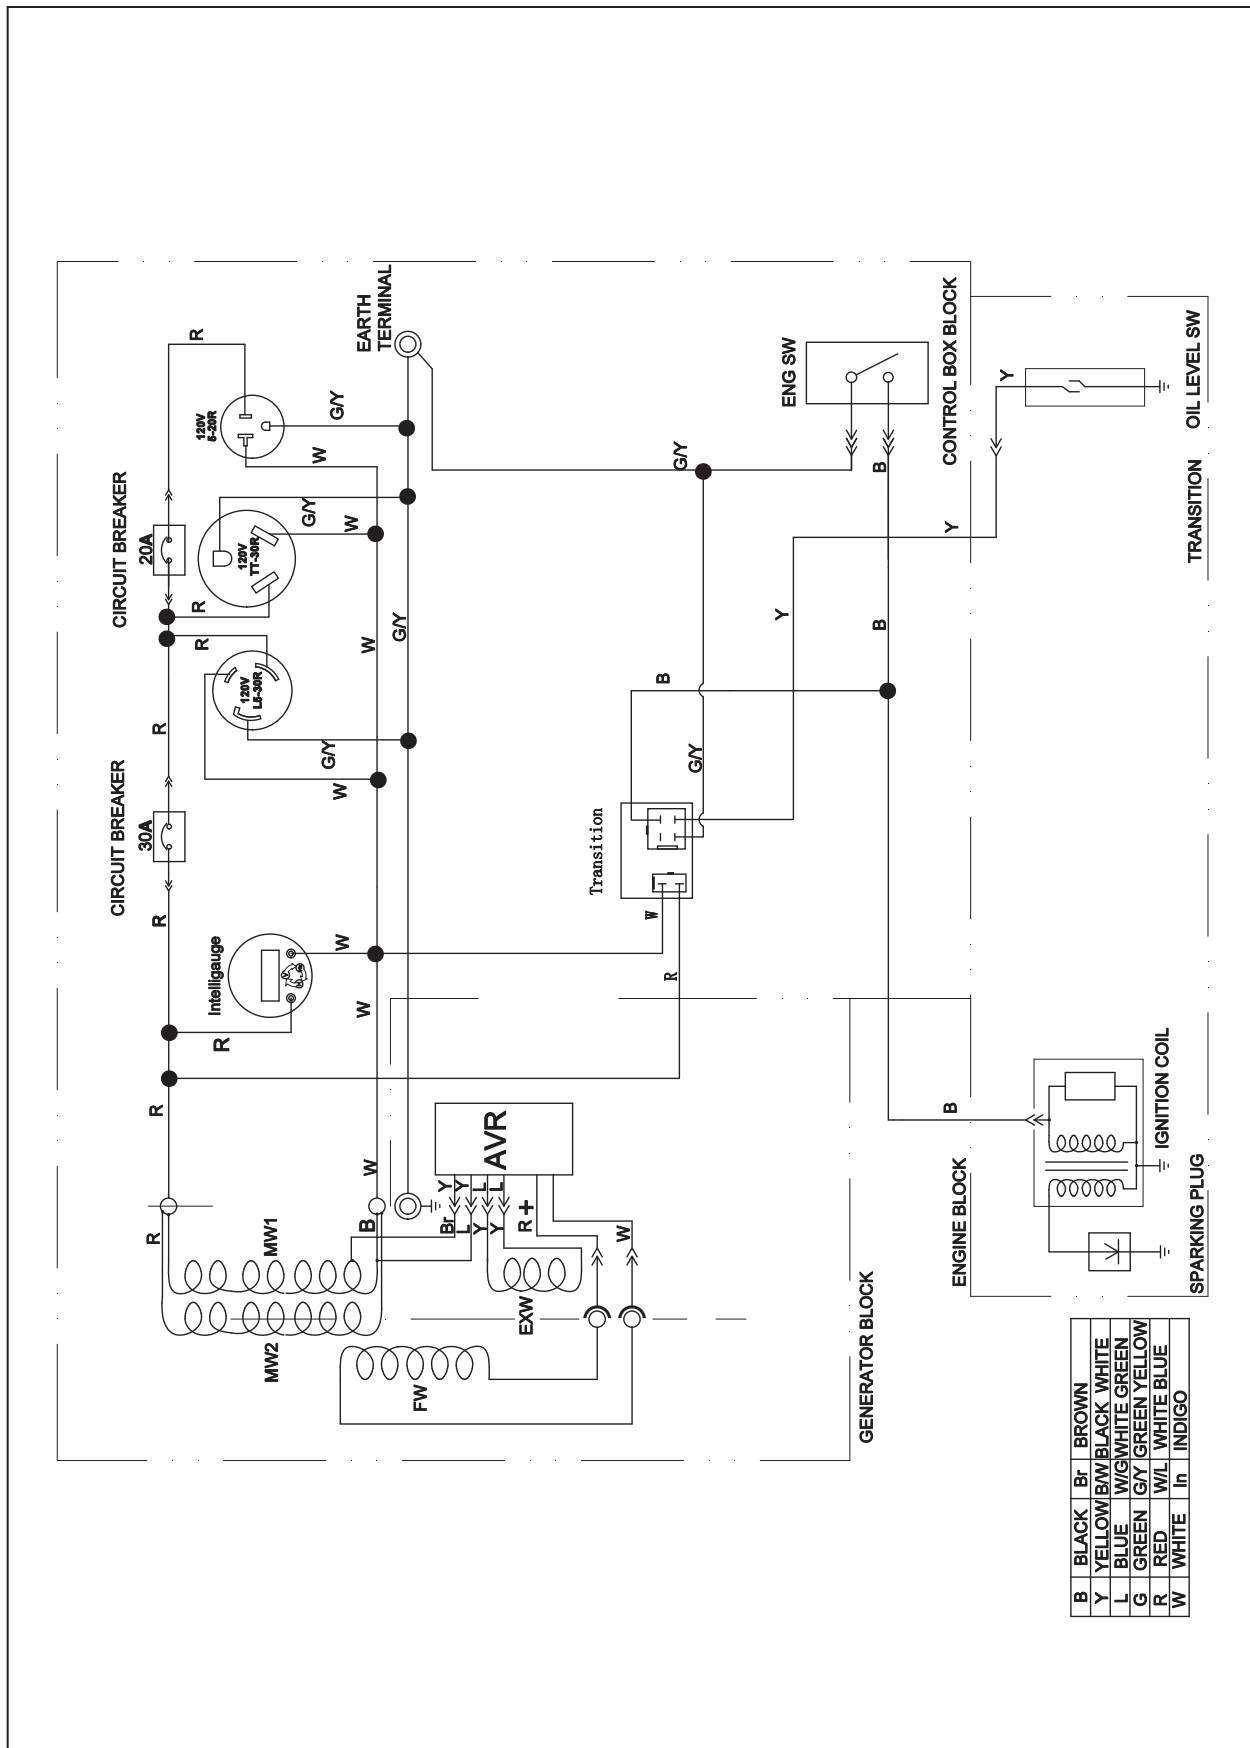 CIRCUIT BREAKER
30A
CIRCUIT BREAKER
20A
R
R
R
R
R
Intelligauge
R
R
R
120V
L5-30R
120V
TT-30R
120V
5-20R
W
G/Y
G/Y
W
W
G/Y
W
W
W
W
G/Y
EARTH
TERMINAL
MW1
MW2
B
FW
EXW
AVR
Y
Y
L
L
Br
L
Y
Y
R
+
W
Transition
W
R
B
G/Y
G/Y
Y
Y
B
B
B
ENG SW
CONTROL BOX BLOCK
GENERATOR BLOCK
ENGINE BLOCK
IGNITION COIL
SPARKING PLUG
Y
TRANSITION
OIL LEVEL SW
B BLACK Br BROWN
Y YELLOW B/W BLACK WHITE
L BLUE W/G WHITE GREEN
G GREEN G/Y GREEN YELLOW
R RED W/L WHITE BLUE
W WHITE In INDIGO